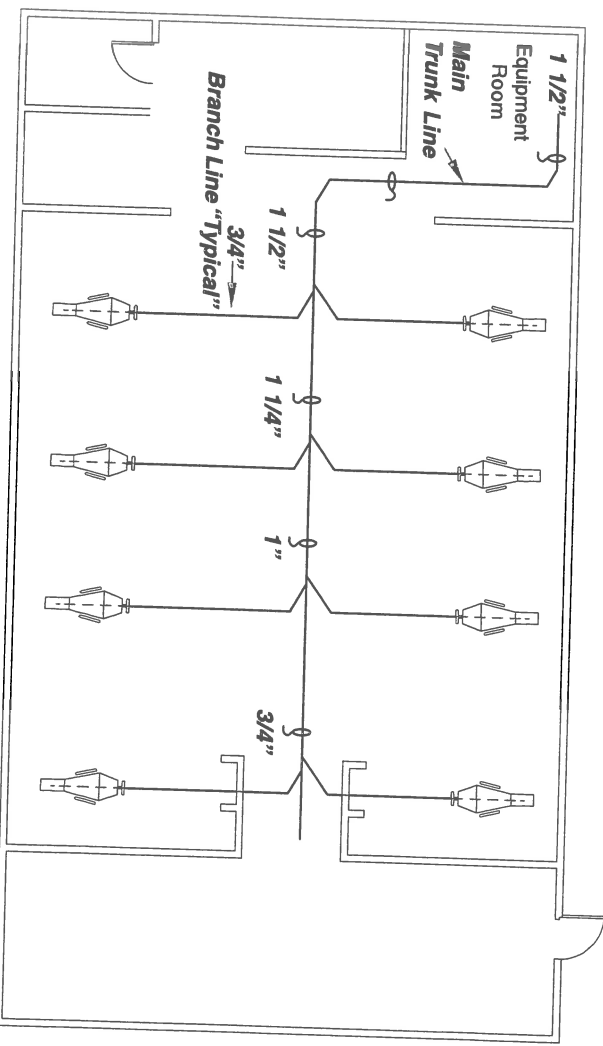 1 1/2”
Equipment
Room
Main
Trunk Line
1 1/2”
3/4”
Branch Line “Typical”
1 1/4”
1”
3/4”